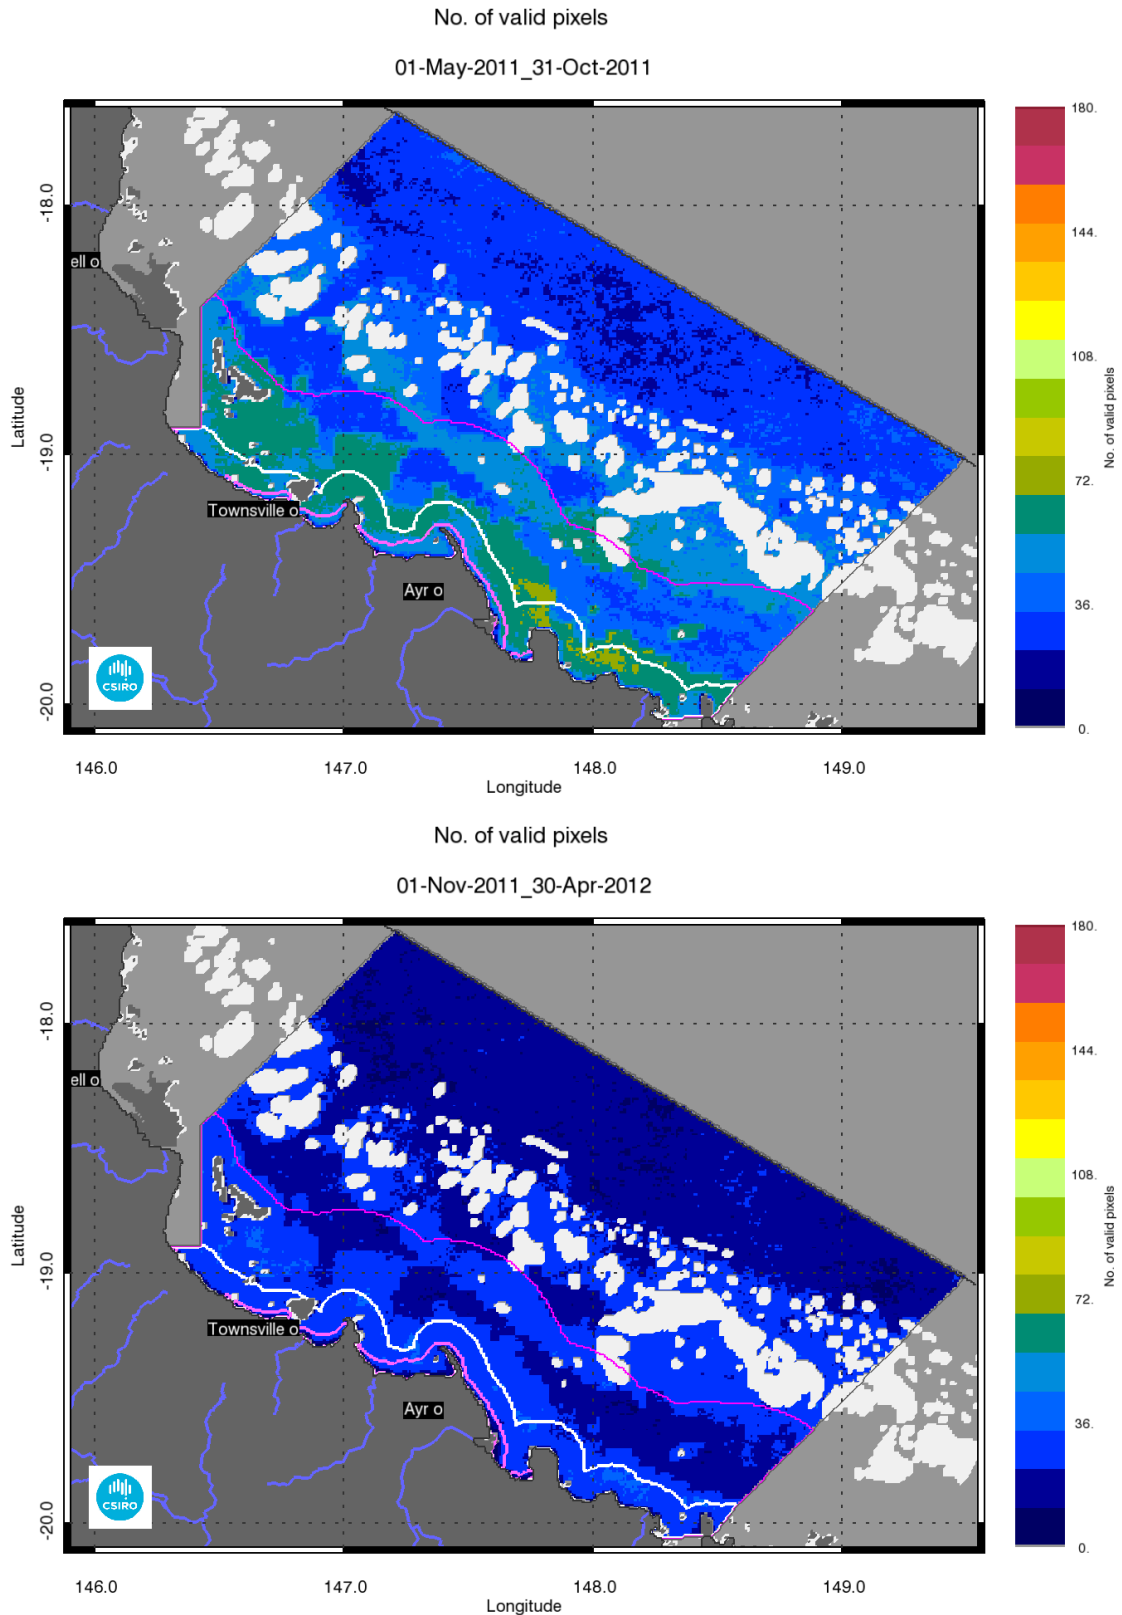 No. of valid pixels
01-May-2011_31-Oct-2011
180.
144.
108.
72.
36.
0.
No. of valid pixels
Latitude
-18.0
-19.0
-20.0
ell o
Townsville o
Ayr o
CSIRO
146.0 147.0 148.0 149.0
Longitude
No. of valid pixels
01-Nov-2011_30-Apr-2012
180.
144.
108.
72.
36.
0.
No. of valid pixels
Latitude
-18.0
-19.0
-20.0
ell o
Townsville o
Ayr o
CSIRO
146.0 147.0 148.0 149.0
Longitude